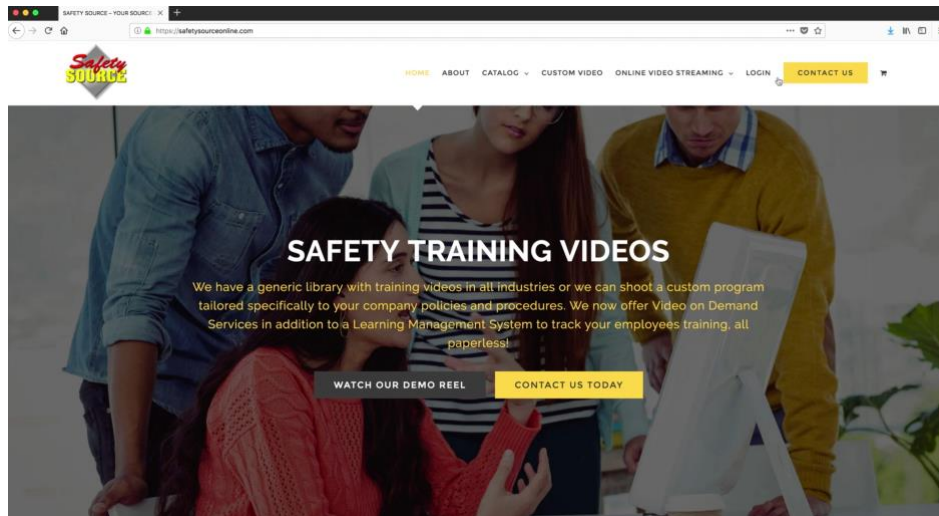 SAFETY SOURCE – YOUR SOURCE
https://safetysourceonline.com
Safety
SOURCE
HOME ABOUT CATALOG CUSTOM VIDEO ONLINE VIDEO STREAMING LOGIN CONTACT US
SAFETY TRAINING VIDEOS
We have a generic library with training videos in all industries or we can shoot a custom program
tailored specifically to your company policies and procedures. We now offer Video on Demand
Services in addition to a Learning Management System to track your employees training, all
paperless!
WATCH OUR DEMO REEL CONTACT US TODAY